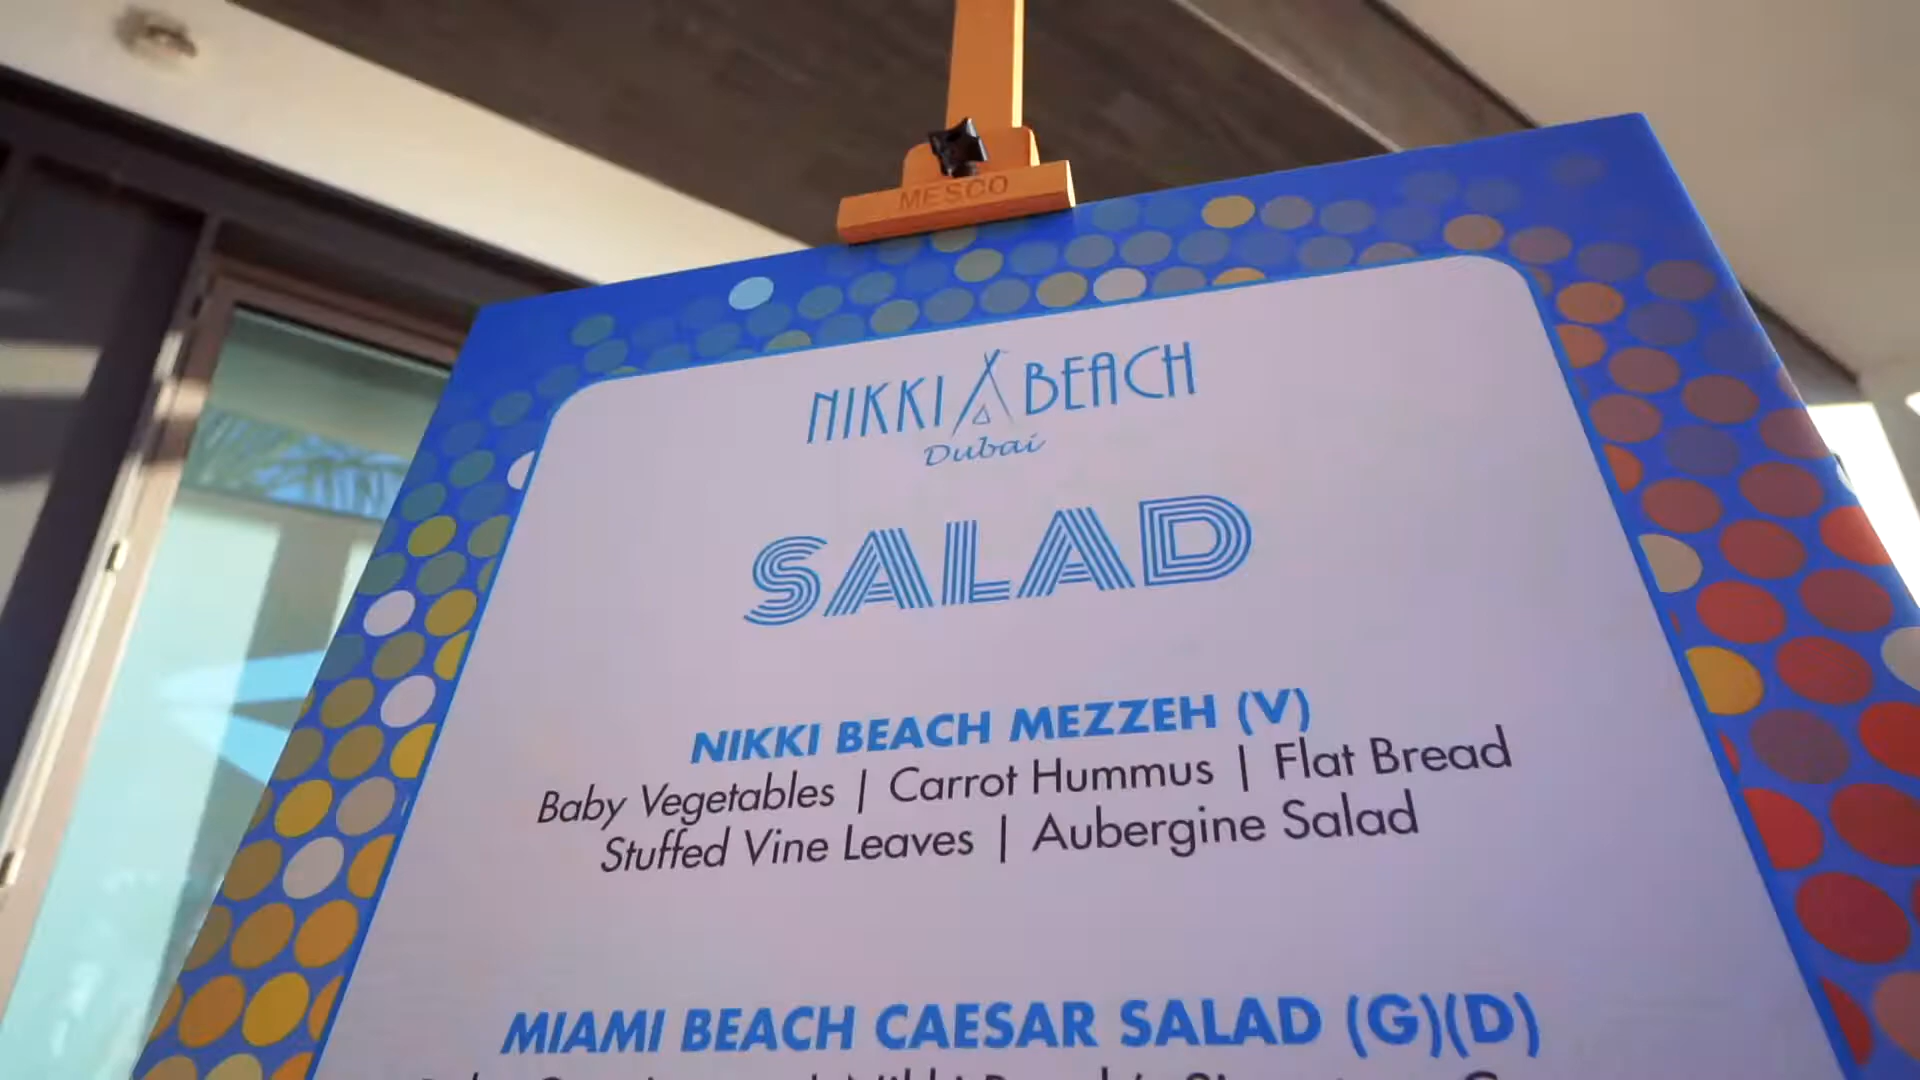 MESCO
NIKKI BEACH
Dubai
SALAD
NIKKI BEACH MEZZEH (V)
Baby Vegetables | Carrot Hummus | Flat Bread
Stuffed Vine Leaves | Aubergine Salad
MIAMI BEACH CAESAR SALAD (G)(D)